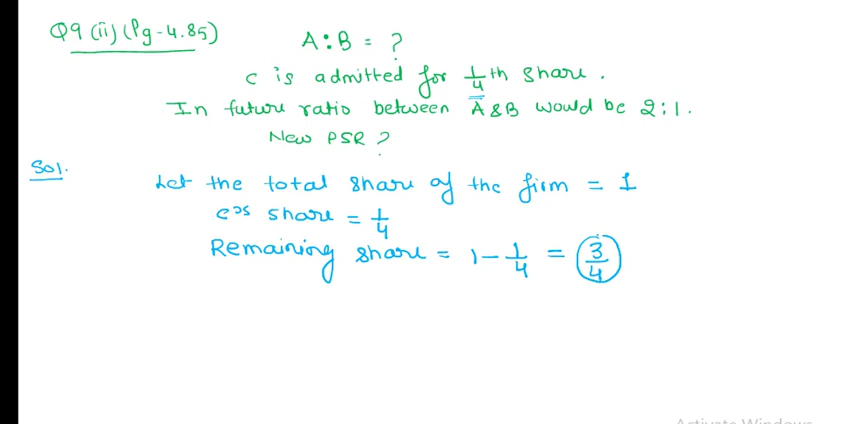 Q9 (ii) (Pg-4.85)
A:B = ?
C is admitted for 1/4 th share.
In future ratio between A & B would be 2:1.
New PSR?
Sol.
Let the total share of the firm = 1
C's share = 1/4
Remaining share = 1 - 1/4 = 3/4